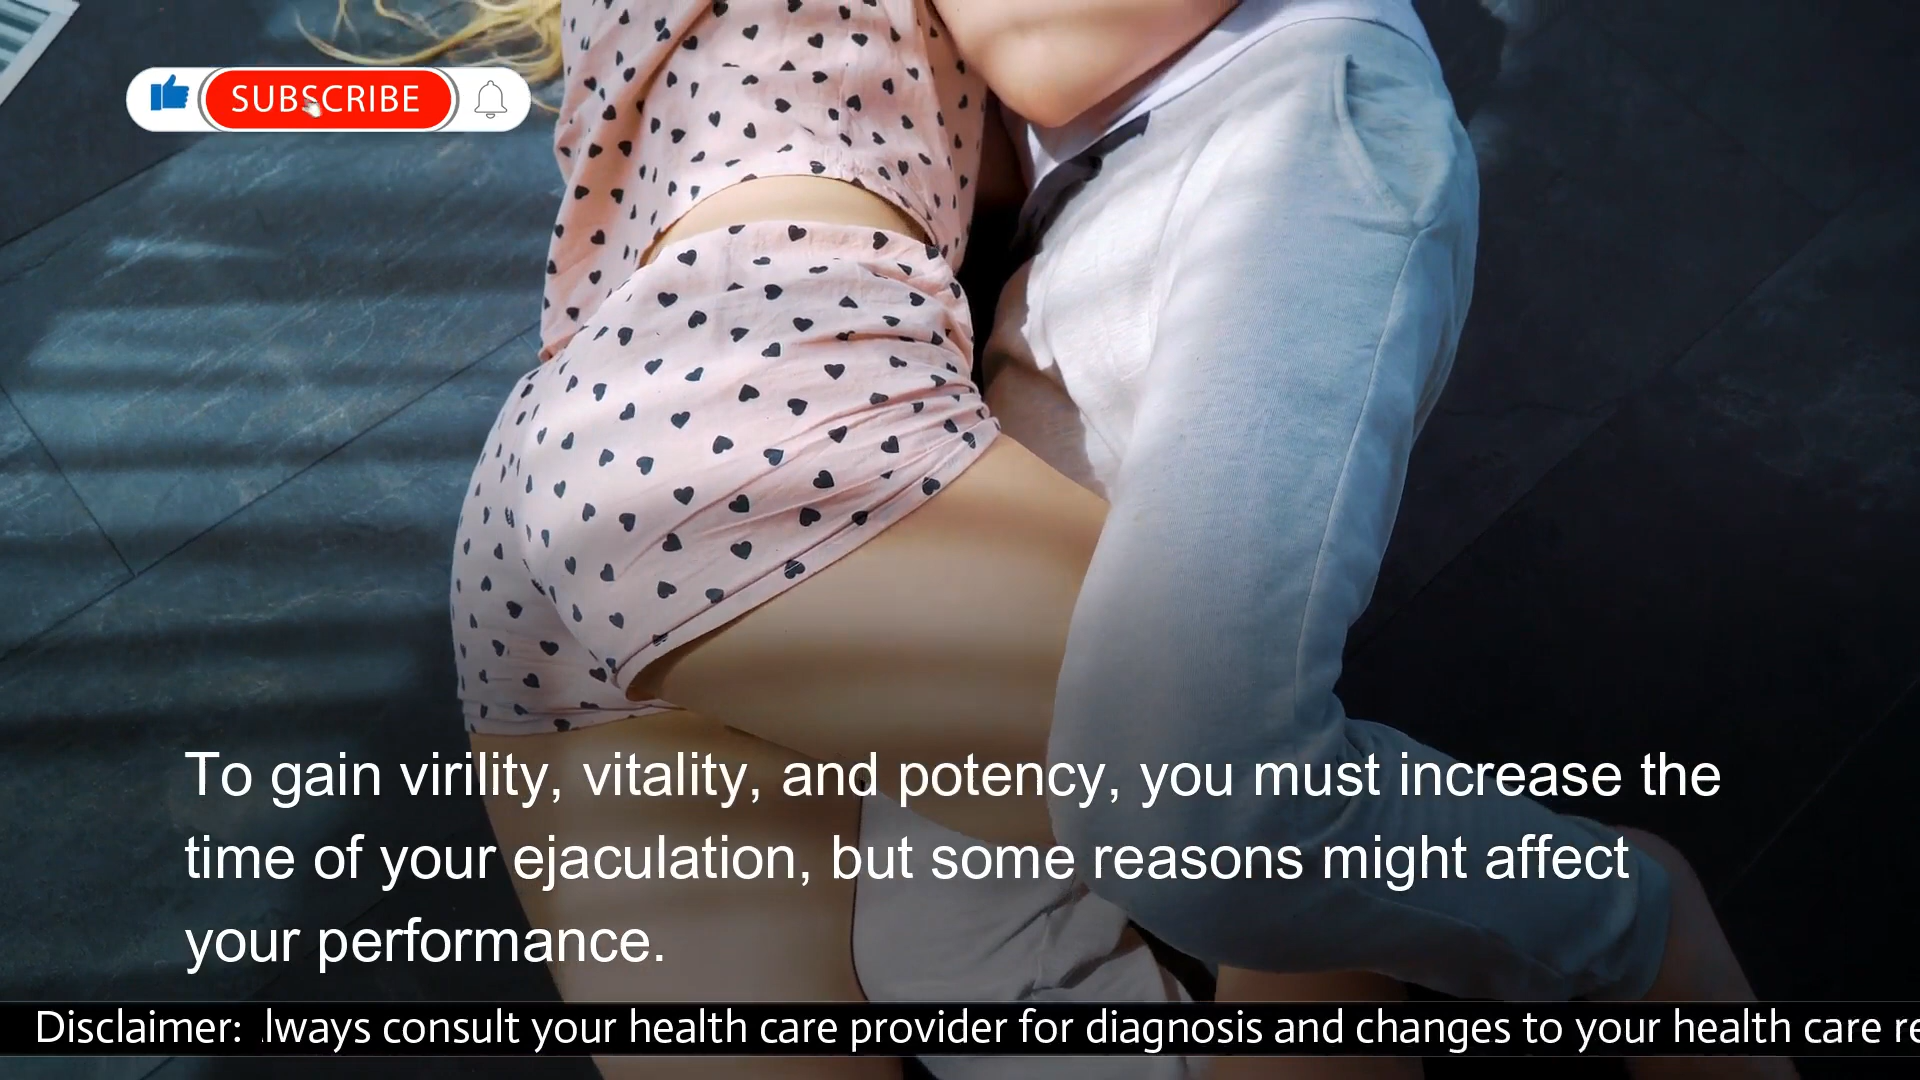 SUBSCRIBE
To gain virility, vitality, and potency, you must increase the
time of your ejaculation, but some reasons might affect
your performance.
Disclaimer: lways consult your health care provider for diagnosis and changes to your health care re